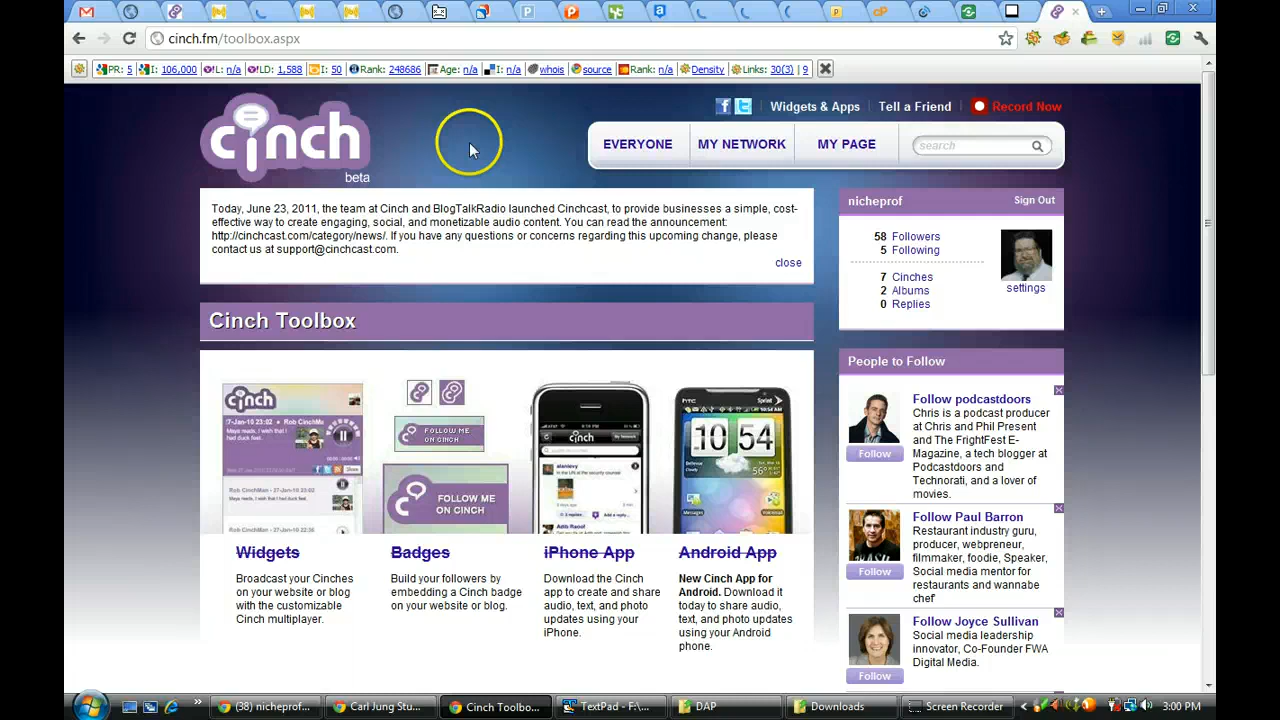 cinch.fm/toolbox.aspx
PR: 5
I: 106,000
L: n/a
LD: 1,588
I: 50
Rank: 248686
Age: n/a
I: n/a
whois
source
Rank: n/a
Density
Links: 30(3) | 9
cinch
beta
Widgets & Apps
Tell a Friend
Record Now
EVERYONE
MY NETWORK
MY PAGE
search
Today, June 23, 2011, the team at Cinch and BlogTalkRadio launched Cinchcast, to provide businesses a simple, cost-
effective way to create engaging, social, and monetizable audio content. You can read the announcement:
http://cinchcast.com/category/news/. If you have any questions or concerns regarding this upcoming change, please
contact us at support@cinchcast.com.
close
nicheprof
Sign Out
58 Followers
5 Following
7 Cinches
2 Albums
0 Replies
settings
Cinch Toolbox
cinch
FOLLOW ME
ON CINCH
FOLLOW ME
ON CINCH
cinch
htc
Sprint
10 54
Widgets
Broadcast your Cinches
on your website or blog
with the customizable
Cinch multiplayer.
Badges
Build your followers by
embedding a Cinch badge
on your website or blog.
iPhone App
Download the Cinch
app to create and share
audio, text, and photo
updates using your
iPhone.
Android App
New Cinch App for
Android. Download it
today to share audio,
text, and photo updates
using your Android
phone.
People to Follow
Follow podcastdoors
Chris is a podcast producer
at Chris and Phil Present
and The FrightFest E-
Magazine, a tech blogger at
Podcastdoors and
Technorati, and a lover of
movies.
Follow
Follow Paul Barron
Restaurant industry guru,
producer, webpreneur,
filmmaker, foodie, Speaker,
Social media mentor for
restaurants and wannabe
chef'
Follow
Follow Joyce Sullivan
Social media leadership
innovator, Co-Founder FWA
Digital Media.
Follow
(38) nicheprof...
Carl Jung Stu...
Cinch Toolbo...
TextPad - F:\...
DAP
Downloads
Screen Recorder
3:00 PM